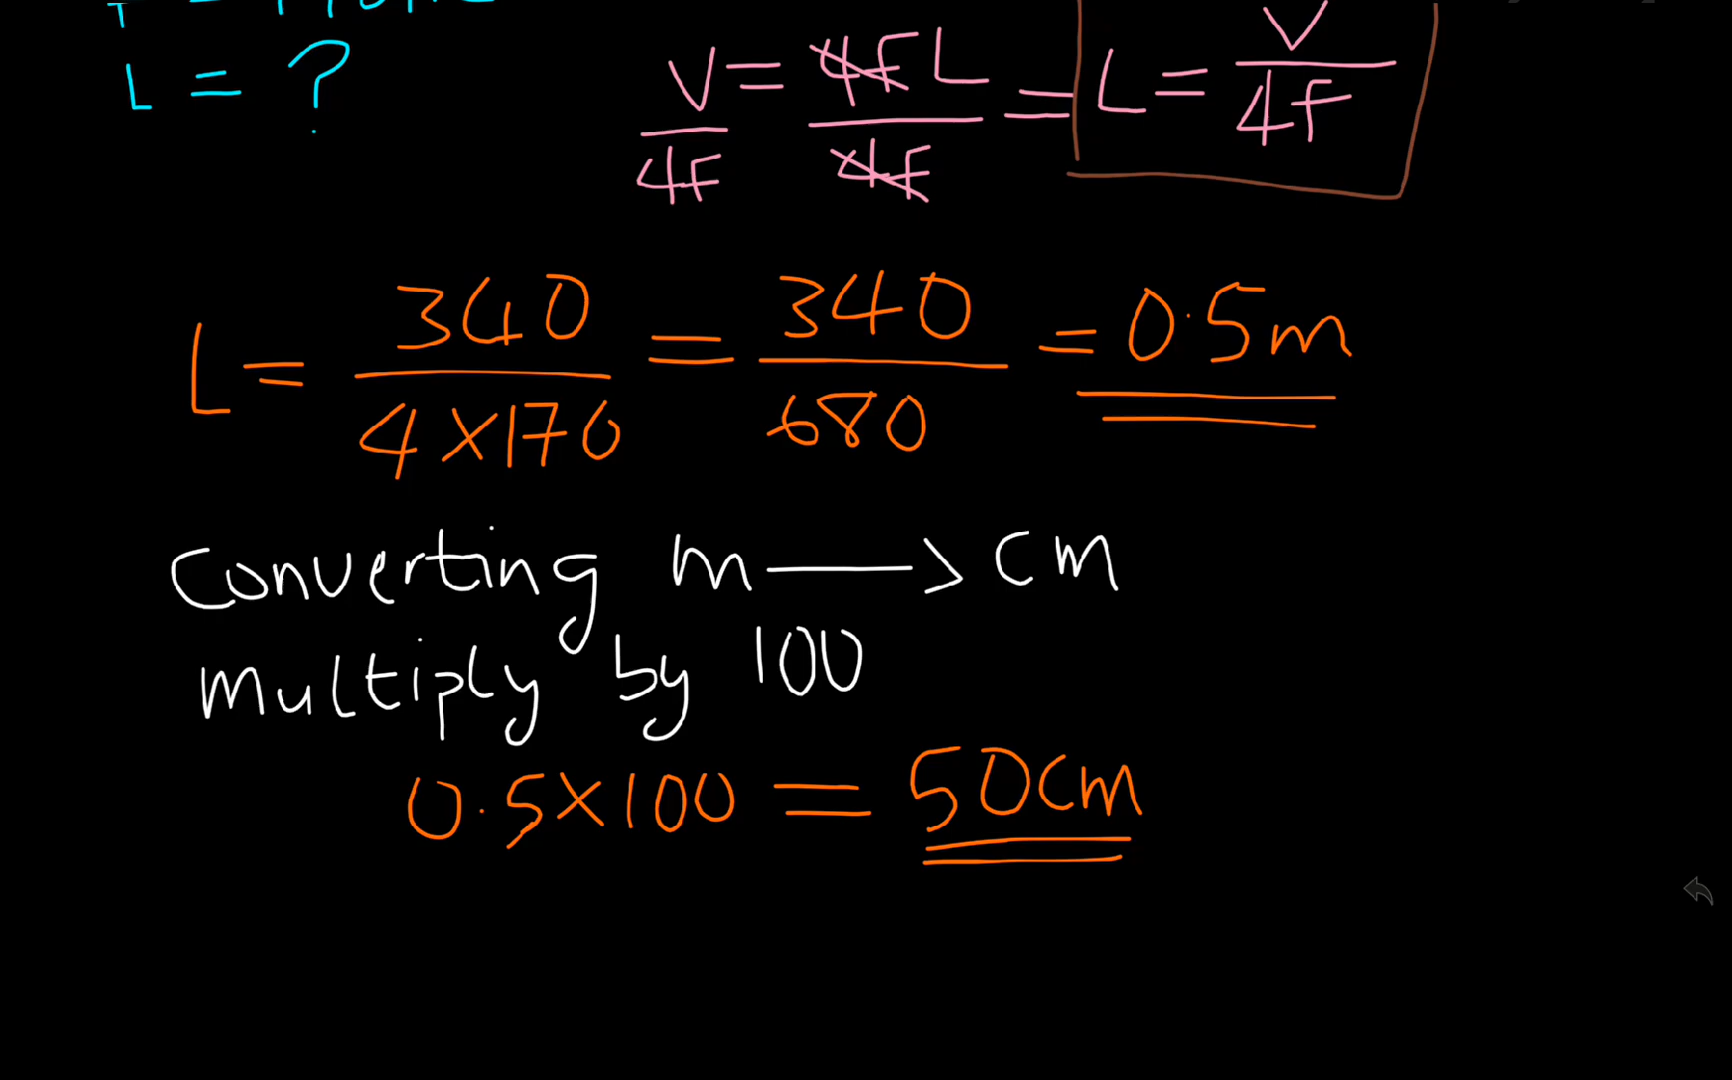 L = ?
V/4F = 4FL/4F = L = V/4F
L = 340/4×170 = 340/680 = 0.5m
Converting m → cm
multiply by 100
0.5×100 = 50cm